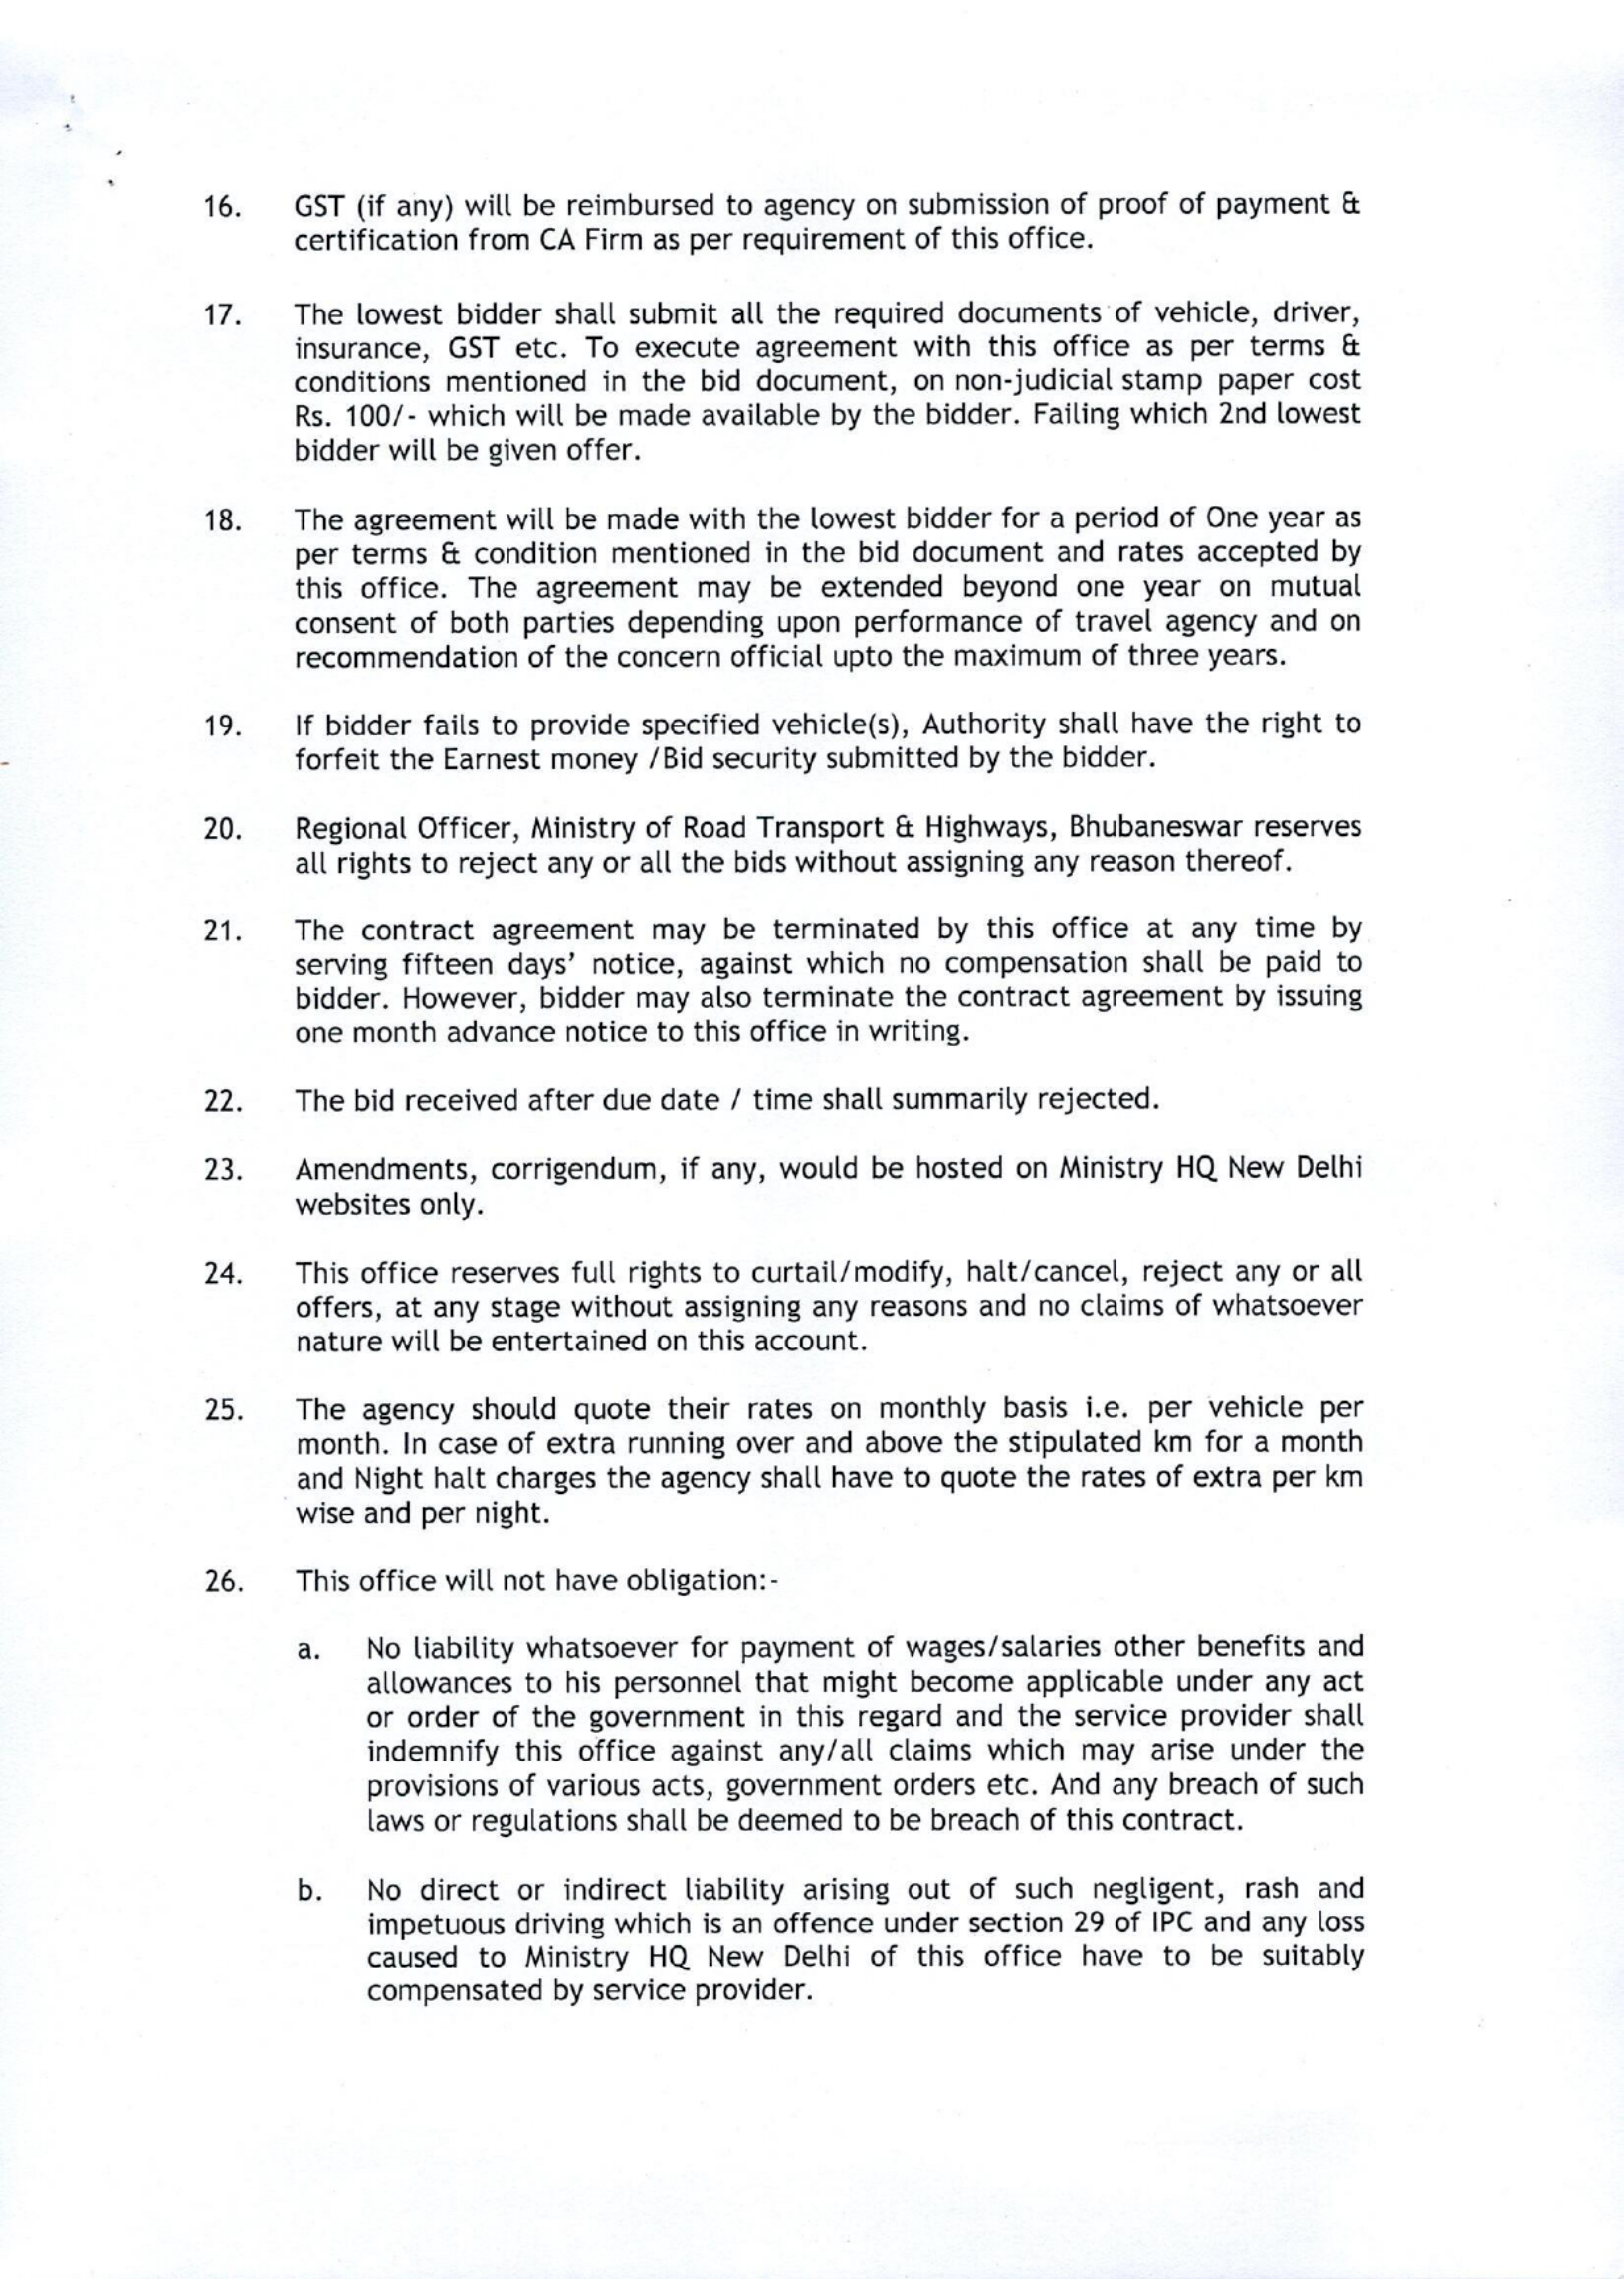 16. GST (if any) will be reimbursed to agency on submission of proof of payment &
certification from CA Firm as per requirement of this office.
17. The lowest bidder shall submit all the required documents of vehicle, driver,
insurance, GST etc. To execute agreement with this office as per terms &
conditions mentioned in the bid document, on non-judicial stamp paper cost
Rs. 100/- which will be made available by the bidder. Failing which 2nd lowest
bidder will be given offer.
18. The agreement will be made with the lowest bidder for a period of One year as
per terms & condition mentioned in the bid document and rates accepted by
this office. The agreement may be extended beyond one year on mutual
consent of both parties depending upon performance of travel agency and on
recommendation of the concern official upto the maximum of three years.
19. If bidder fails to provide specified vehicle(s), Authority shall have the right to
forfeit the Earnest money /Bid security submitted by the bidder.
20. Regional Officer, Ministry of Road Transport & Highways, Bhubaneswar reserves
all rights to reject any or all the bids without assigning any reason thereof.
21. The contract agreement may be terminated by this office at any time by
serving fifteen days’ notice, against which no compensation shall be paid to
bidder. However, bidder may also terminate the contract agreement by issuing
one month advance notice to this office in writing.
22. The bid received after due date / time shall summarily rejected.
23. Amendments, corrigendum, if any, would be hosted on Ministry HQ New Delhi
websites only.
24. This office reserves full rights to curtail/modify, halt/cancel, reject any or all
offers, at any stage without assigning any reasons and no claims of whatsoever
nature will be entertained on this account.
25. The agency should quote their rates on monthly basis i.e. per vehicle per
month. In case of extra running over and above the stipulated km for a month
and Night halt charges the agency shall have to quote the rates of extra per km
wise and per night.
26. This office will not have obligation:-
a. No liability whatsoever for payment of wages/salaries other benefits and
allowances to his personnel that might become applicable under any act
or order of the government in this regard and the service provider shall
indemnify this office against any/all claims which may arise under the
provisions of various acts, government orders etc. And any breach of such
laws or regulations shall be deemed to be breach of this contract.
b. No direct or indirect liability arising out of such negligent, rash and
impetuous driving which is an offence under section 29 of IPC and any loss
caused to Ministry HQ New Delhi of this office have to be suitably
compensated by service provider.